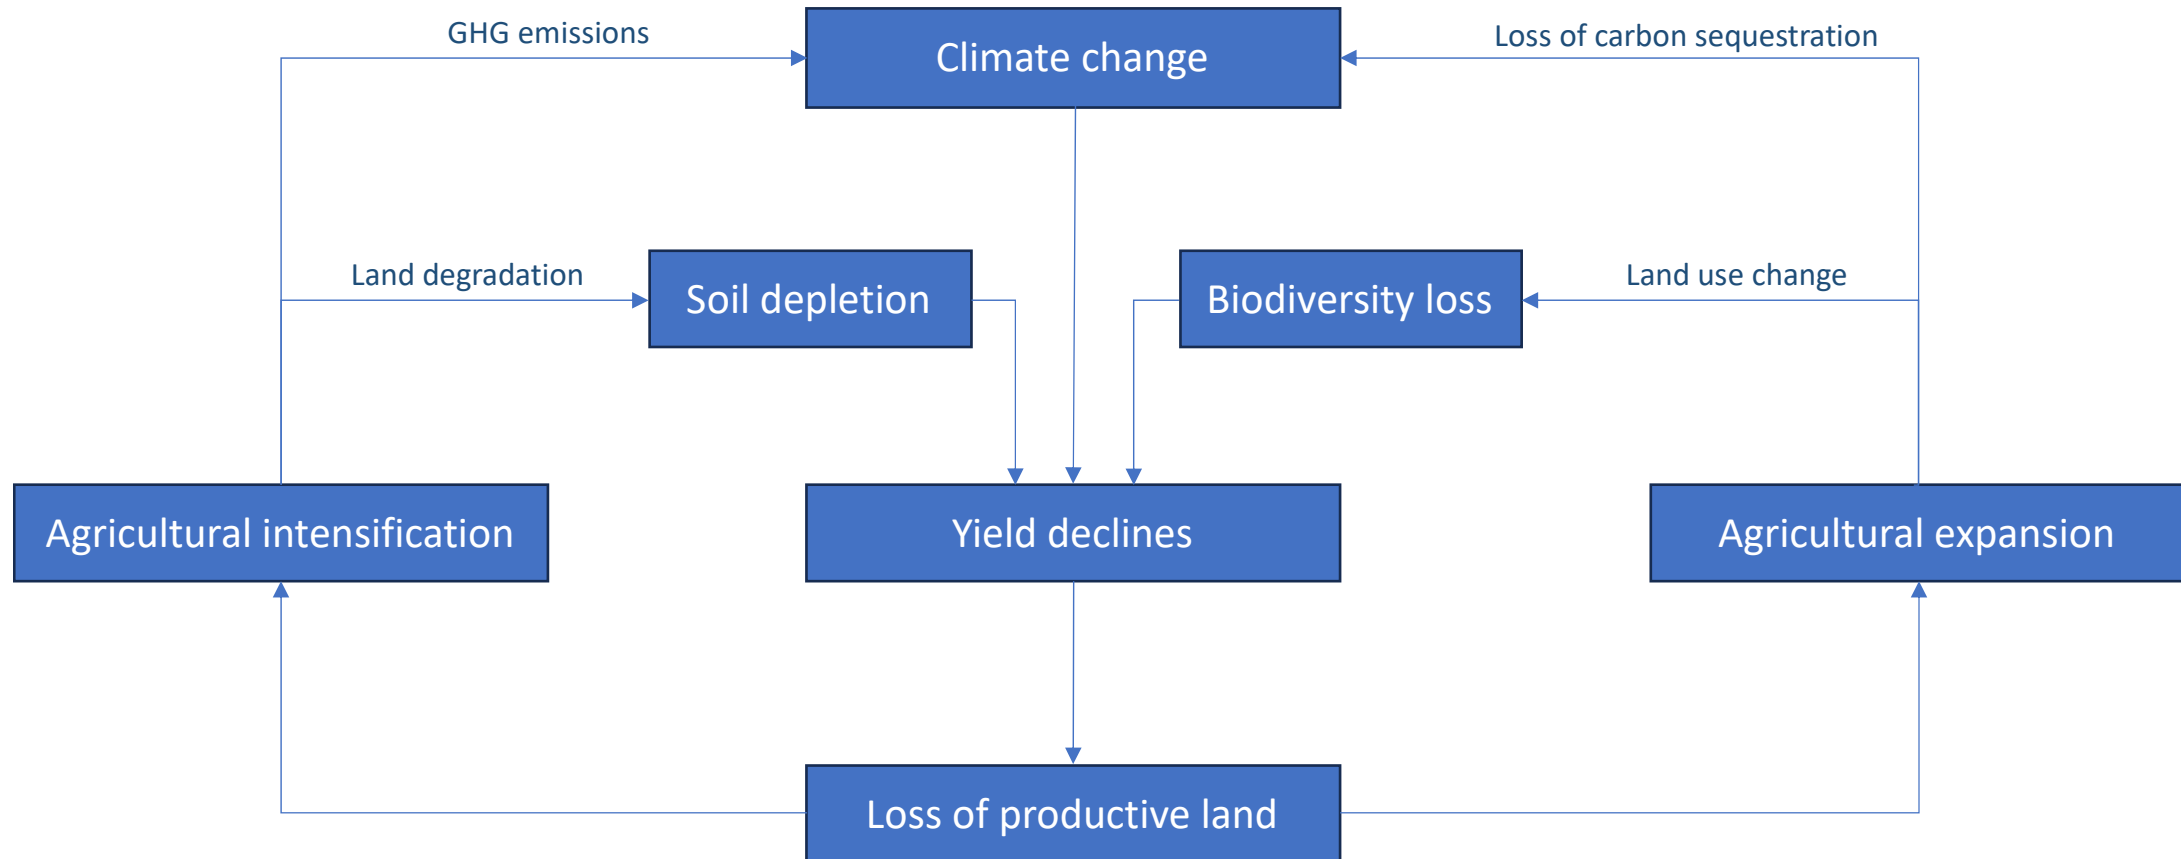 GHG emissions
Climate change
Loss of carbon sequestration
Land degradation
Soil depletion
Biodiversity loss
Land use change
Agricultural intensification
Yield declines
Agricultural expansion
Loss of productive land